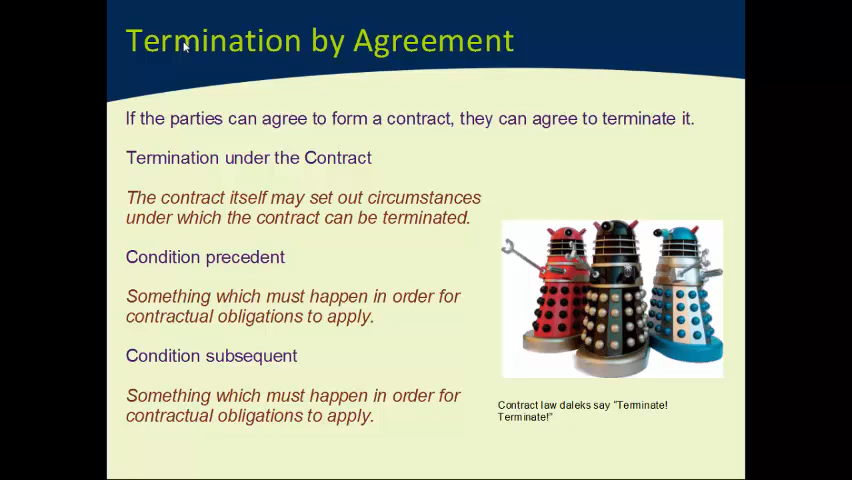 Termination by Agreement
If the parties can agree to form a contract, they can agree to terminate it.
Termination under the Contract
The contract itself may set out circumstances
under which the contract can be terminated.
Condition precedent
Something which must happen in order for
contractual obligations to apply.
Condition subsequent
Something which must happen in order for
contractual obligations to apply.
Contract law daleks say "Terminate!
Terminate!"